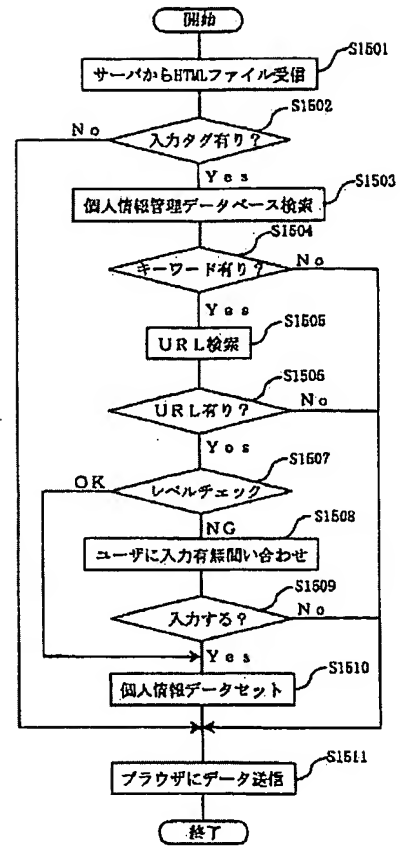 開始
サーバからHTMLファイル受信
S1501
入力タグ有り？
S1502
No
Yes
個人情報管理データベース検索
S1503
キーワード有り？
S1504
No
Yes
URL検索
S1505
URL有り？
S1506
No
Yes
レベルチェック
S1507
OK
NG
ユーザに入力有無問い合わせ
S1508
入力する？
S1509
No
Yes
個人情報データセット
S1510
ブラウザにデータ送信
S1511
終了